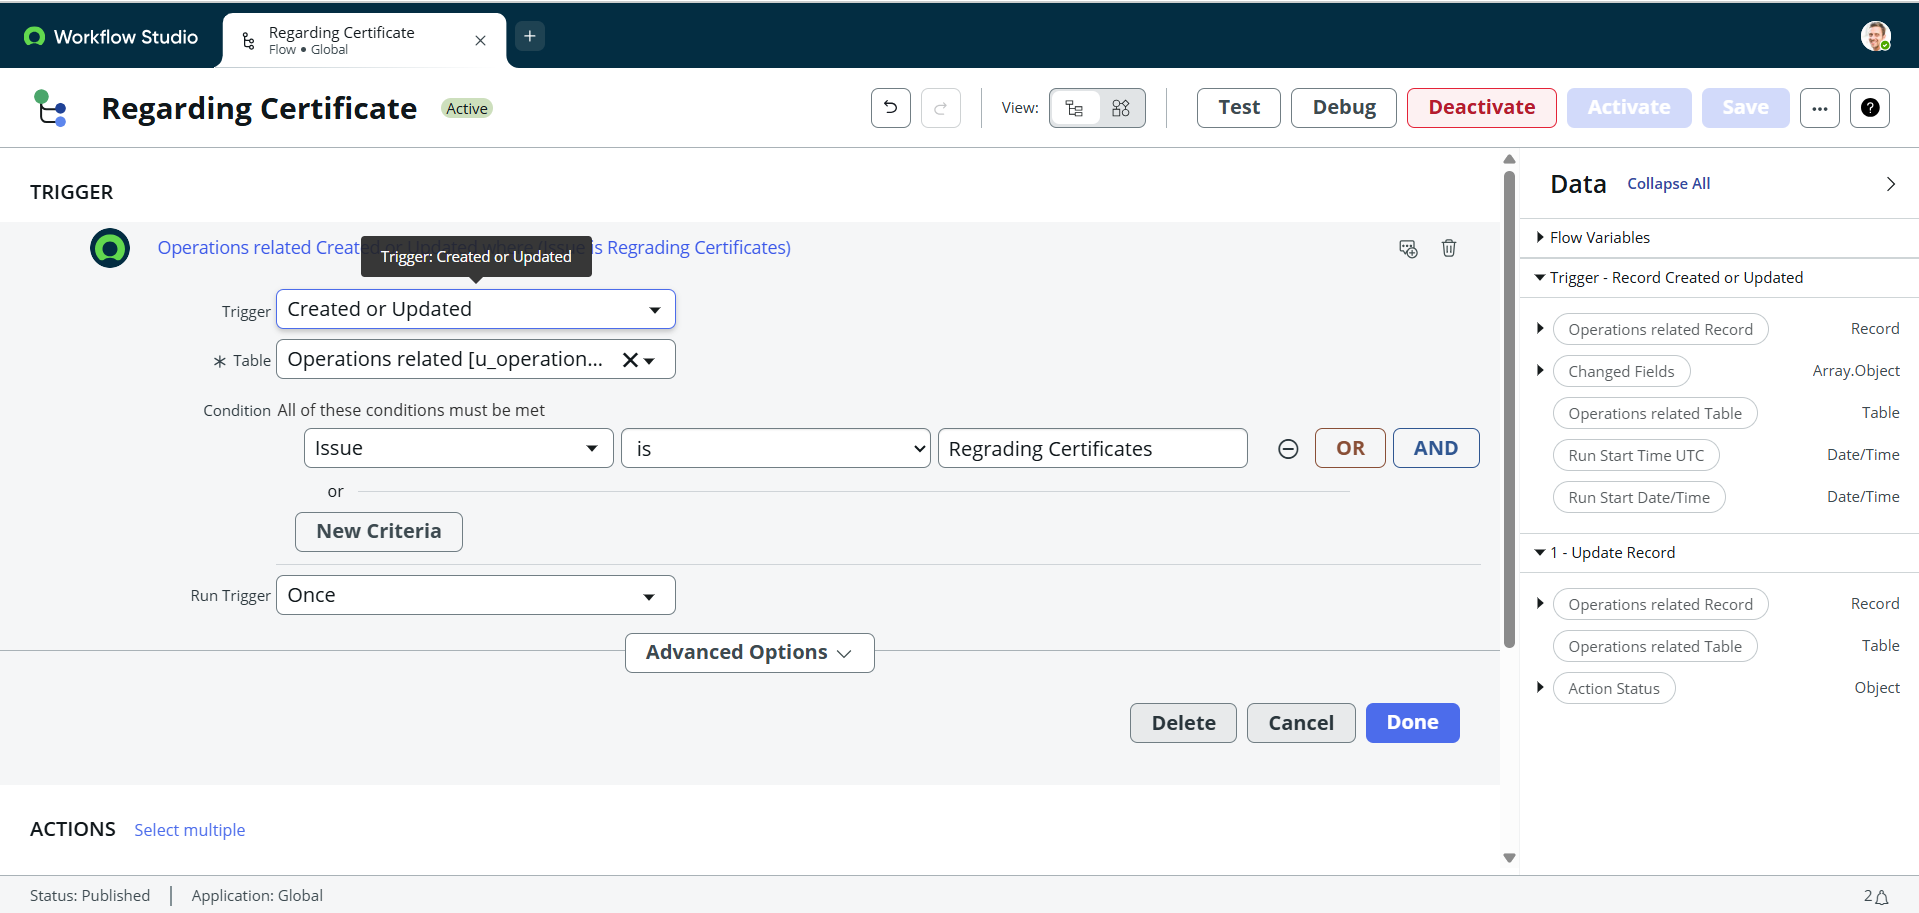 Workflow Studio
Regarding Certificate
Flow • Global
Regarding Certificate
Active
View:
Test
Debug
Deactivate
Activate
Save
...
?
TRIGGER
Operations related Created or Updated where (Issue is Regrading Certificates)
Trigger: Created or Updated
Trigger
Created or Updated
* Table
Operations related [u_operation...
Condition
All of these conditions must be met
Issue
is
Regrading Certificates
OR
AND
or
New Criteria
Run Trigger
Once
Advanced Options
Delete
Cancel
Done
ACTIONS
Select multiple
Data
Collapse All
Flow Variables
Trigger - Record Created or Updated
Operations related Record
Record
Changed Fields
Array.Object
Operations related Table
Table
Run Start Time UTC
Date/Time
Run Start Date/Time
Date/Time
1 - Update Record
Operations related Record
Record
Operations related Table
Table
Action Status
Object
Status: Published
Application: Global
2